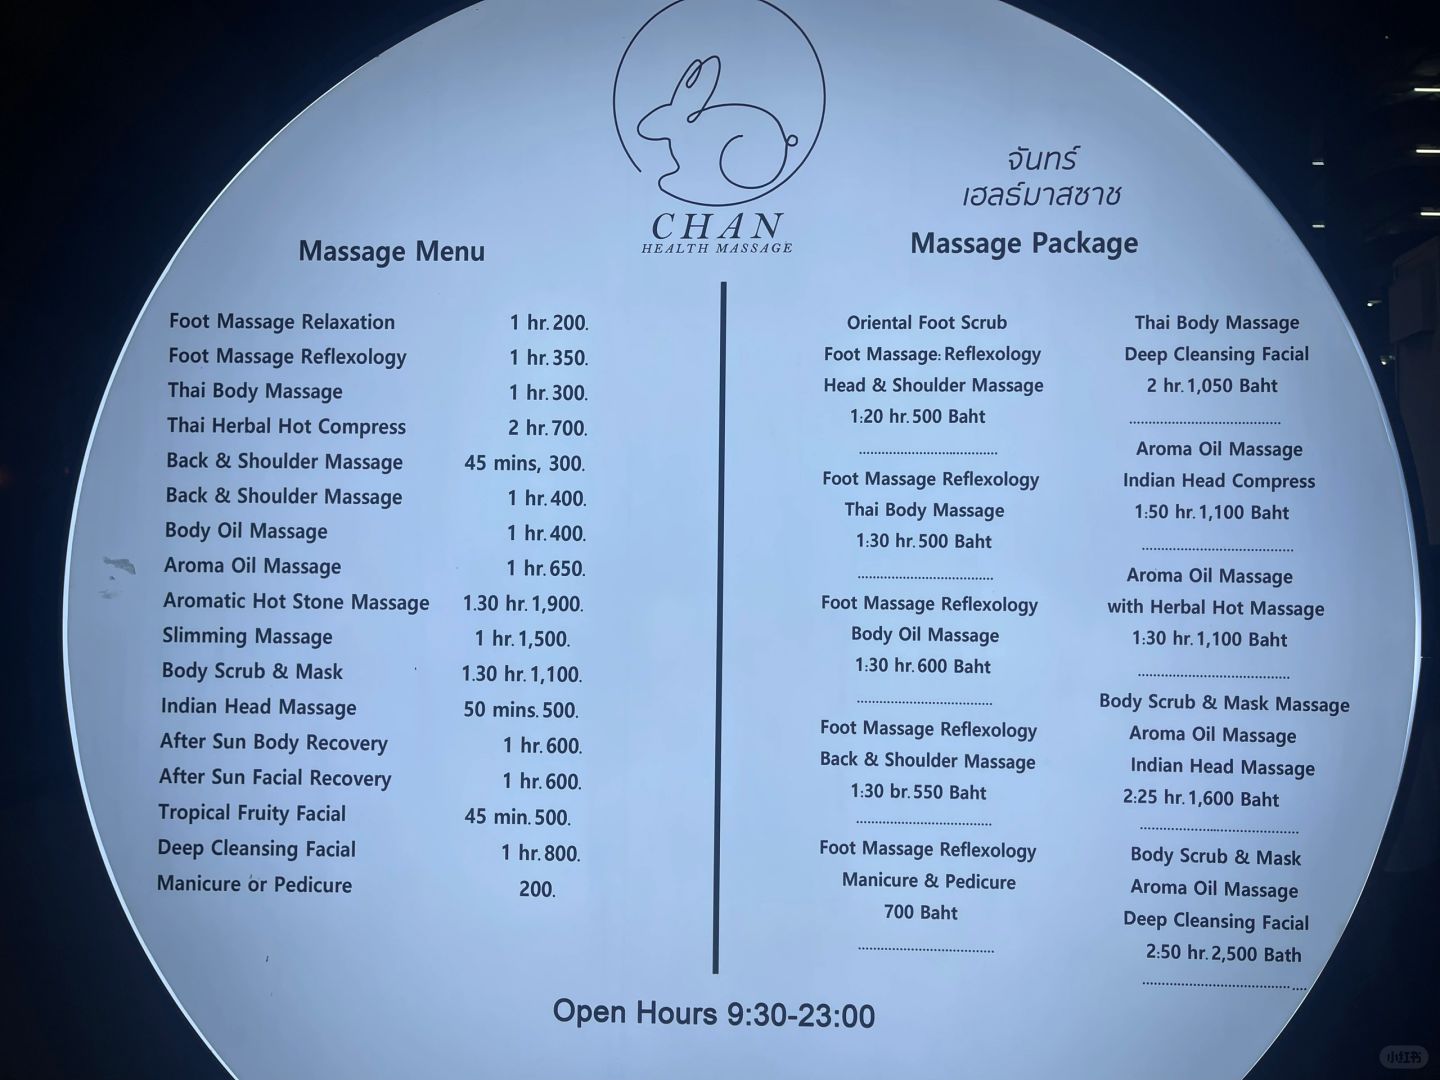 CHAN
HEALTH MASSAGE
จันทร์
เฮลธ์มาสซาช
Massage Menu
Foot Massage Relaxation 1 hr. 200.
Foot Massage Reflexology 1 hr. 350.
Thai Body Massage 1 hr. 300.
Thai Herbal Hot Compress 2 hr. 700.
Back & Shoulder Massage 45 mins, 300.
Back & Shoulder Massage 1 hr. 400.
Body Oil Massage 1 hr. 400.
Aroma Oil Massage 1 hr. 650.
Aromatic Hot Stone Massage 1.30 hr. 1,900.
Slimming Massage 1 hr. 1,500.
Body Scrub & Mask 1.30 hr. 1,100.
Indian Head Massage 50 mins. 500.
After Sun Body Recovery 1 hr. 600.
After Sun Facial Recovery 1 hr. 600.
Tropical Fruity Facial 45 min. 500.
Deep Cleansing Facial 1 hr. 800.
Manicure or Pedicure 200.
Massage Package
Oriental Foot Scrub
Foot Massage: Reflexology
Head & Shoulder Massage
1:20 hr. 500 Baht
Foot Massage Reflexology
Thai Body Massage
1:30 hr. 500 Baht
Foot Massage Reflexology
Body Oil Massage
1:30 hr. 600 Baht
Foot Massage Reflexology
Back & Shoulder Massage
1:30 br. 550 Baht
Foot Massage Reflexology
Manicure & Pedicure
700 Baht
Thai Body Massage
Deep Cleansing Facial
2 hr. 1,050 Baht
Aroma Oil Massage
Indian Head Compress
1:50 hr. 1,100 Baht
Aroma Oil Massage
with Herbal Hot Massage
1:30 hr. 1,100 Baht
Body Scrub & Mask Massage
Aroma Oil Massage
Indian Head Massage
2:25 hr. 1,600 Baht
Body Scrub & Mask
Aroma Oil Massage
Deep Cleansing Facial
2:50 hr. 2,500 Bath
Open Hours 9:30-23:00
小红书